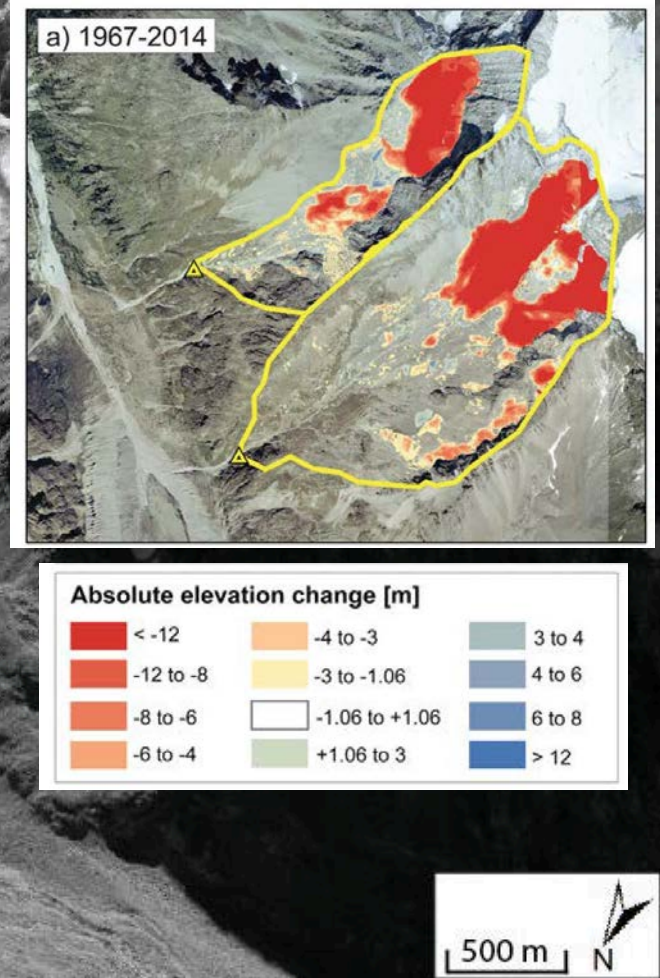 a) 1967-2014
Absolute elevation change [m]
< -12
-12 to -8
-8 to -6
-6 to -4
-4 to -3
-3 to -1.06
-1.06 to +1.06
+1.06 to 3
3 to 4
4 to 6
6 to 8
> 12
500 m
N